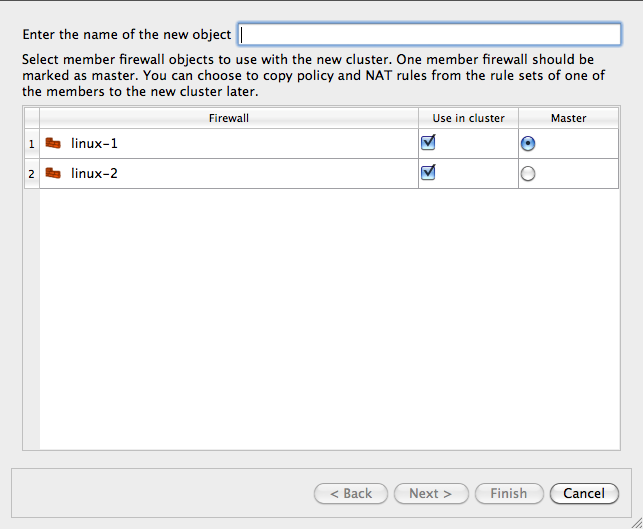 Enter the name of the new object
Select member firewall objects to use with the new cluster. One member firewall should be
marked as master. You can choose to copy policy and NAT rules from the rule sets of one of
the members to the new cluster later.
Firewall Use in cluster Master
1 linux-1
2 linux-2
< Back Next > Finish Cancel